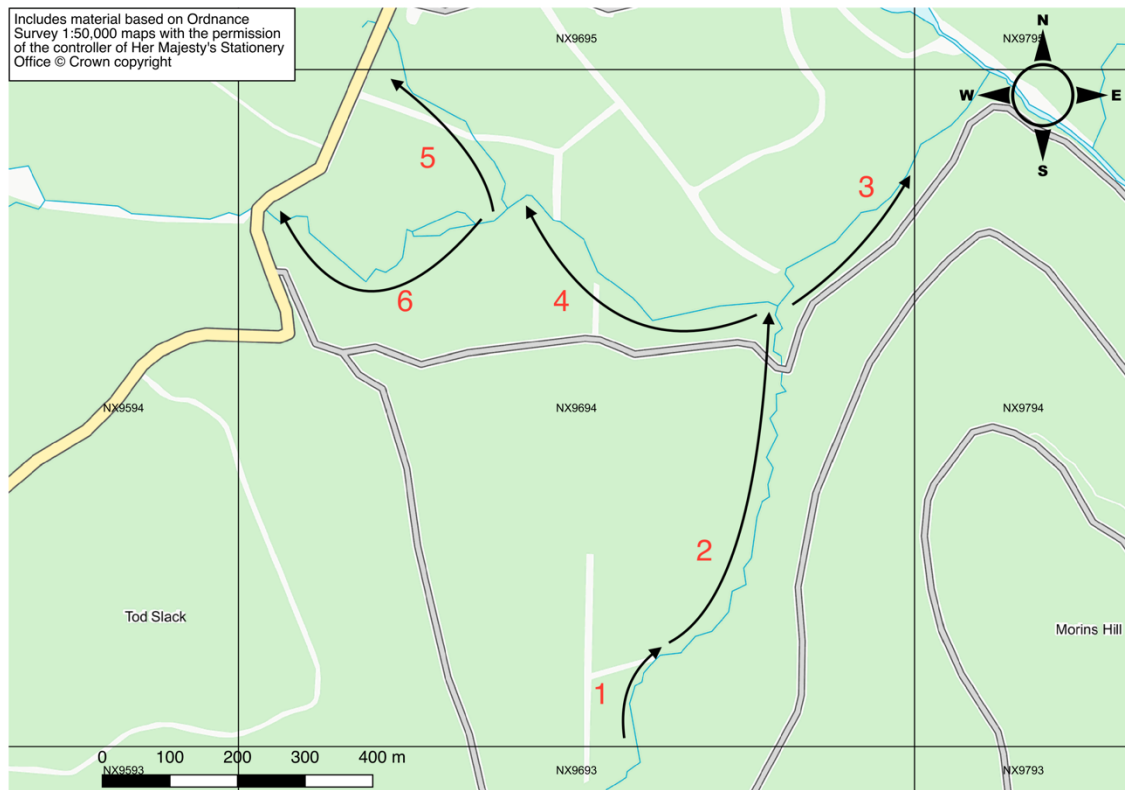 Includes material based on Ordnance
Survey 1:50,000 maps with the permission
of the controller of Her Majesty's Stationery
Office © Crown copyright
NX9695
NX9795
N
W
E
S
5
3
4
6
NX9594
NX9694
NX9794
2
Tod Slack
Morins Hill
1
0 100 200 300 400 m
NX9593
NX9693
NX9793